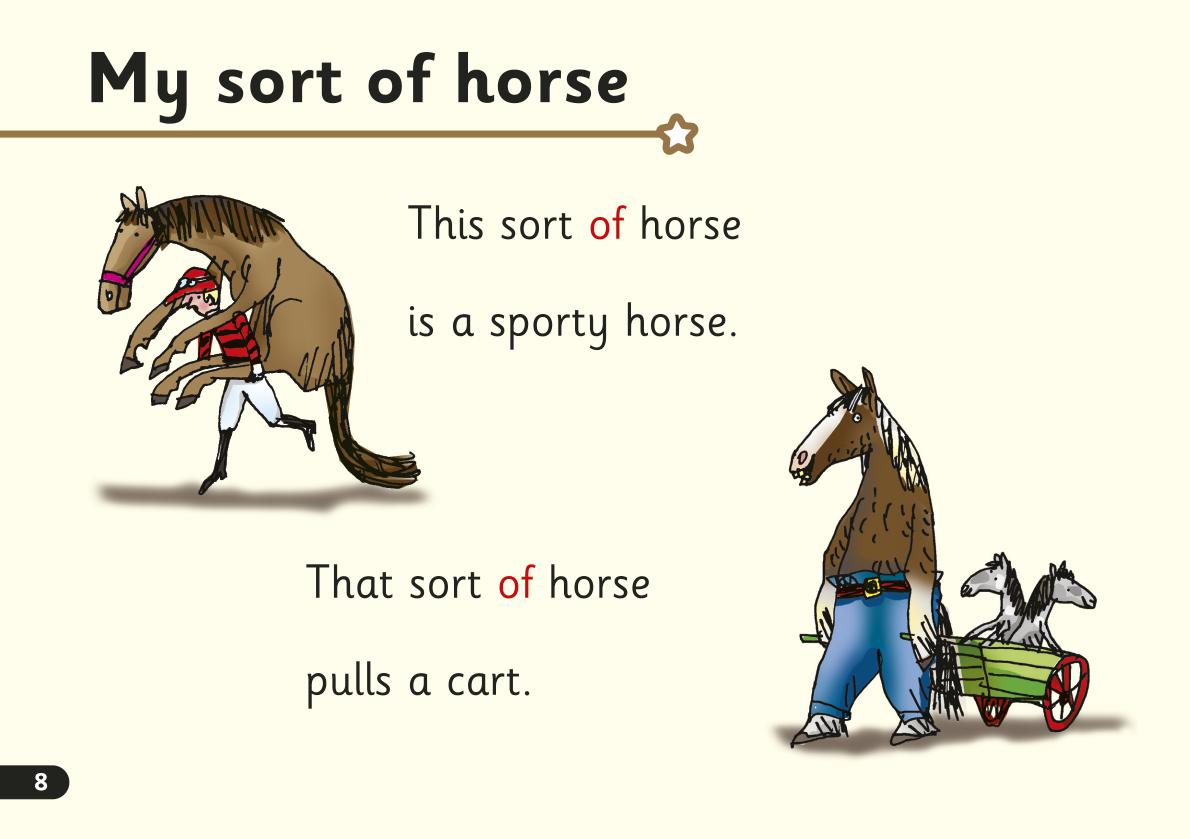 My sort of horse
This sort of horse
is a sporty horse.
That sort of horse
pulls a cart.
8